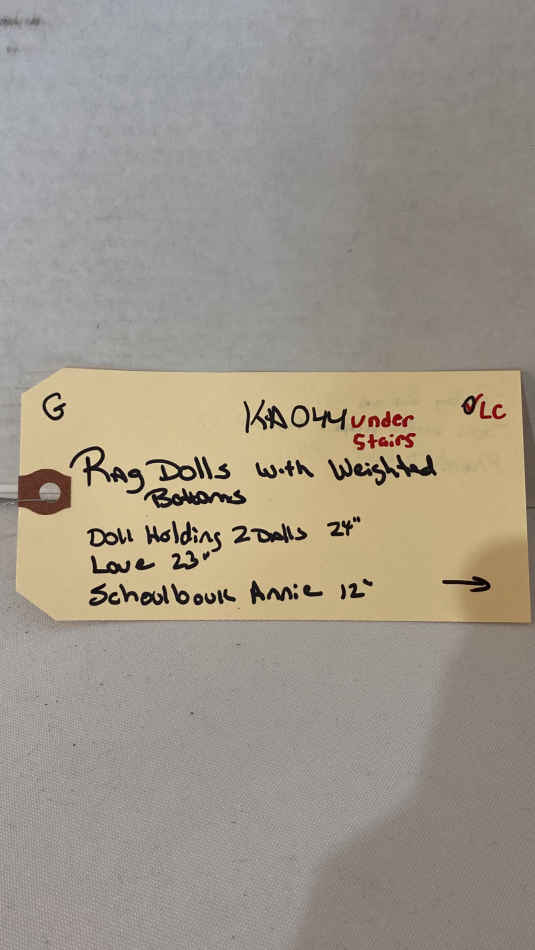 G KA044 under ✓LC
Stairs
Rag Dolls with Weighted
Bottoms
Doll Holding 2 Dolls 24"
Love 23"
Schoolbook Annie 12"
→